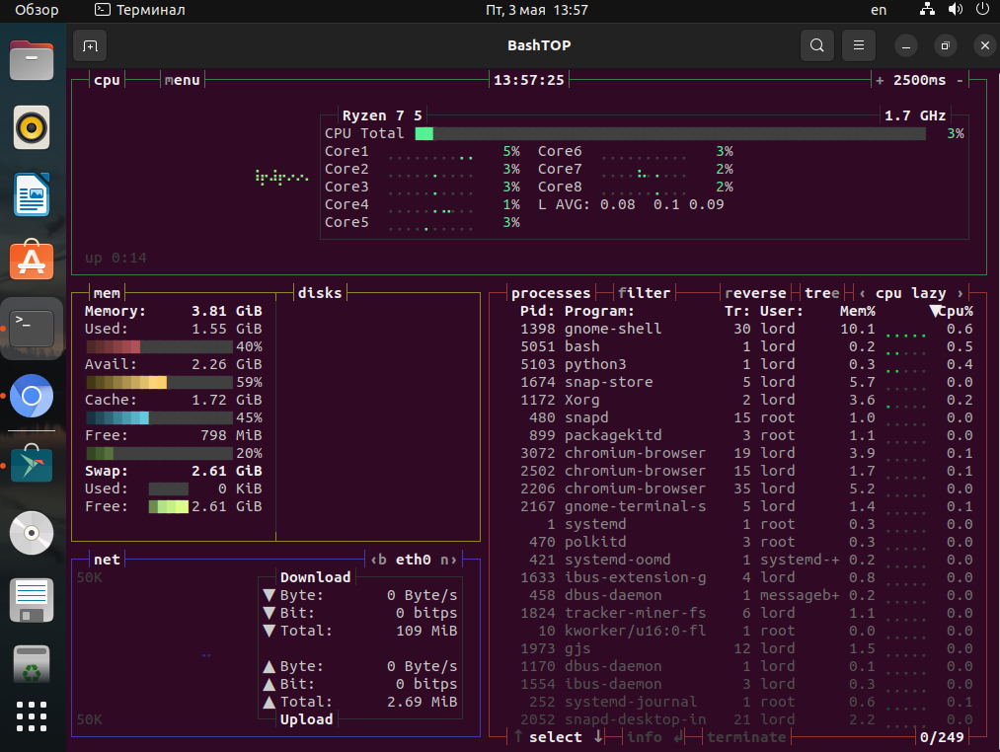 Обзор Терминал Пт, 3 мая 13:57 en
BashTOP
cpu menu 13:57:25 + 2500ms -
Ryzen 7 5 1.7 GHz
CPU Total 3%
Core1 5% Core6 3%
Core2 3% Core7 2%
Core3 3% Core8 2%
Core4 1% L AVG: 0.08 0.1 0.09
Core5 3%
up 0:14
mem disks
Memory: 3.81 GiB
Used: 1.55 GiB
40%
Avail: 2.26 GiB
59%
Cache: 1.72 GiB
45%
Free: 798 MiB
20%
Swap: 2.61 GiB
Used: 0 KiB
Free: 2.61 GiB
net ‹b eth0 n›
50K
Download
▼ Byte: 0 Byte/s
▼ Bit: 0 bitps
▼ Total: 109 MiB
▲ Byte: 0 Byte/s
▲ Bit: 0 bitps
▲ Total: 2.69 MiB
50K
Upload
processes filter reverse tree ‹ cpu lazy ›
Pid: Program: Tr: User: Mem% ▼Cpu%
1398 gnome-shell 30 lord 10.1 0.6
5051 bash 1 lord 0.2 0.5
5103 python3 1 lord 0.3 0.4
1674 snap-store 5 lord 5.7 0.0
1172 Xorg 2 lord 3.6 0.2
480 snapd 15 root 1.0 0.0
899 packagekitd 3 root 1.1 0.0
3072 chromium-browser 19 lord 3.9 0.1
2502 chromium-browser 15 lord 1.7 0.1
2206 chromium-browser 35 lord 5.2 0.0
2167 gnome-terminal-s 5 lord 1.4 0.1
1 systemd 1 root 0.3 0.0
470 polkitd 3 root 0.3 0.0
421 systemd-oomd 1 systemd-+ 0.2 0.0
1633 ibus-extension-g 4 lord 0.8 0.0
458 dbus-daemon 1 messageb+ 0.2 0.0
1824 tracker-miner-fs 6 lord 1.1 0.0
10 kworker/u16:0-fl 1 root 0.0 0.0
1973 gjs 12 lord 1.5 0.0
1170 dbus-daemon 1 lord 0.1 0.0
1554 ibus-daemon 3 lord 0.3 0.0
252 systemd-journal 1 root 0.6 0.1
2052 snapd-desktop-in 21 lord 2.2 0.0
↑ select ↓ info ↲ terminate 0/249